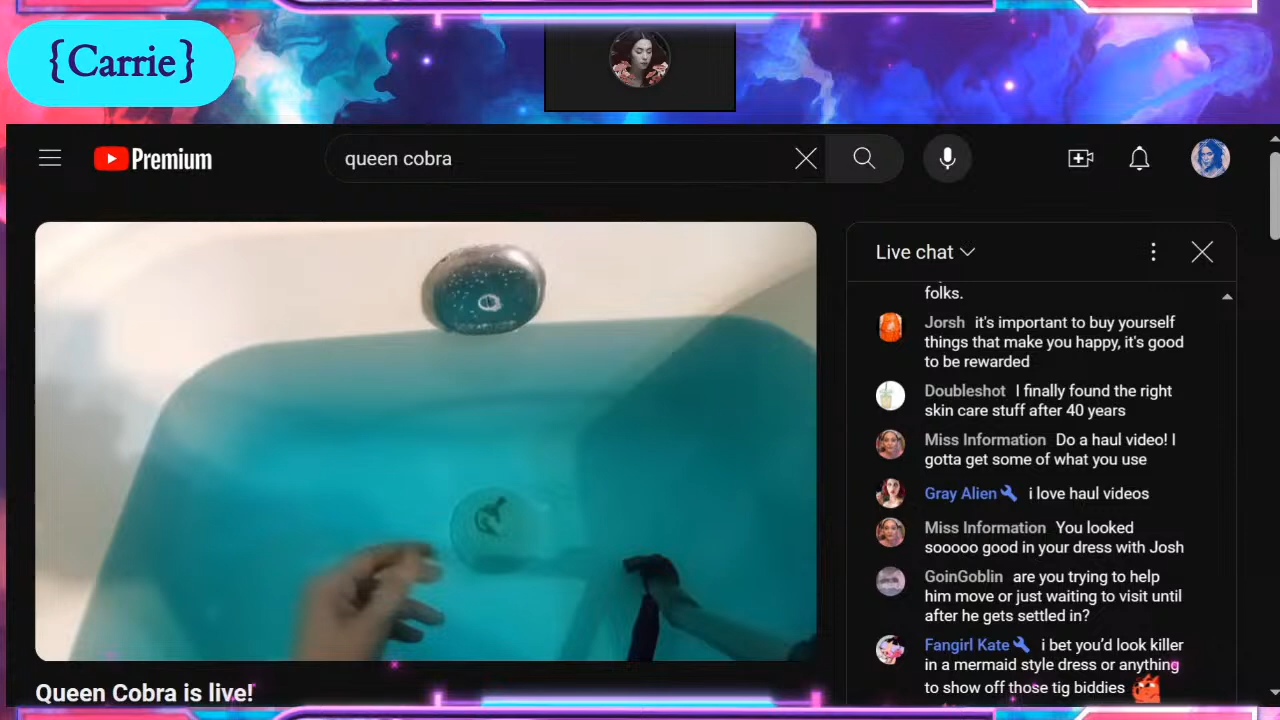 {Carrie}
Premium
queen cobra
Live chat
folks.
Jorsh it's important to buy yourself
things that make you happy, it's good
to be rewarded
Doubleshot I finally found the right
skin care stuff after 40 years
Miss Information Do a haul video! I
gotta get some of what you use
Gray Alien i love haul videos
Miss Information You looked
sooooo good in your dress with Josh
GoinGoblin are you trying to help
him move or just waiting to visit until
after he gets settled in?
Fangirl Kate i bet you’d look killer
in a mermaid style dress or anything
to show off those tig biddies
Queen Cobra is live!